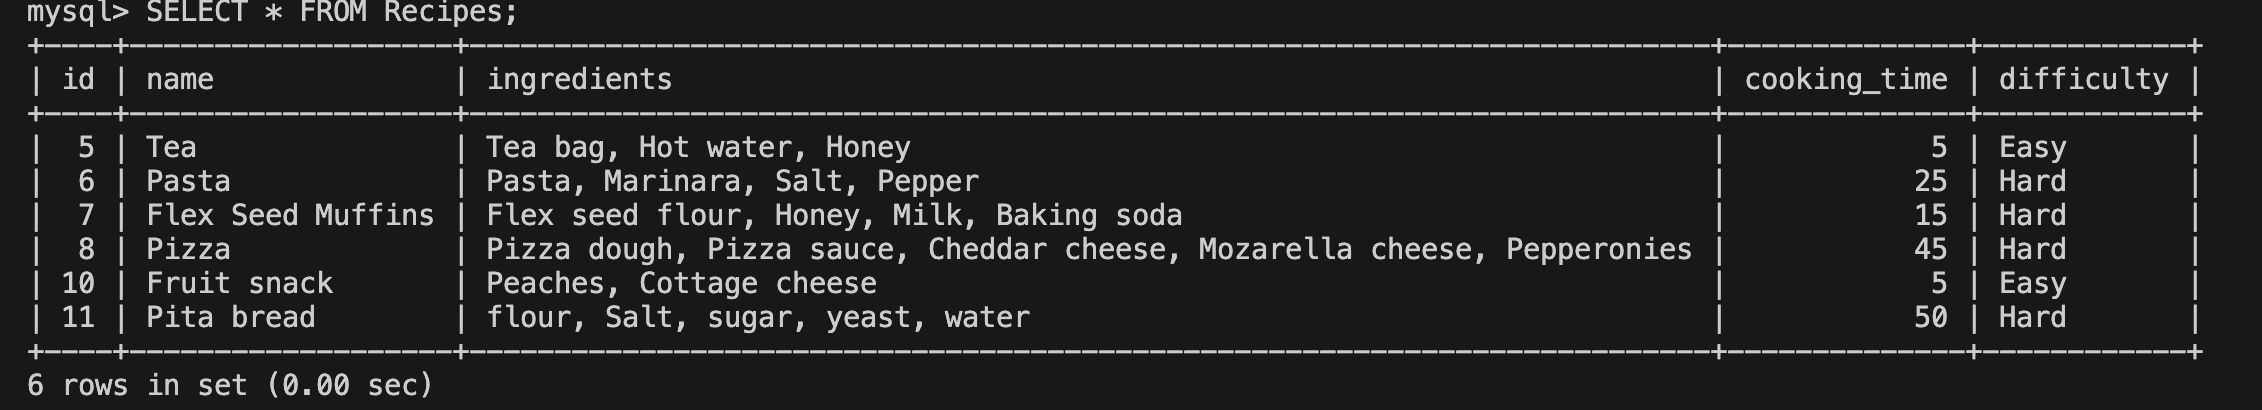 mysql> SELECT * FROM Recipes;
+----+-------------------+--------------------------------------------------------------------------+--------------+------------+
| id | name              | ingredients                                                             | cooking_time | difficulty |
+----+-------------------+--------------------------------------------------------------------------+--------------+------------+
|  5 | Tea               | Tea bag, Hot water, Honey                                               |            5 | Easy       |
|  6 | Pasta             | Pasta, Marinara, Salt, Pepper                                           |           25 | Hard       |
|  7 | Flex Seed Muffins | Flex seed flour, Honey, Milk, Baking soda                               |           15 | Hard       |
|  8 | Pizza             | Pizza dough, Pizza sauce, Cheddar cheese, Mozarella cheese, Pepperonies |           45 | Hard       |
| 10 | Fruit snack       | Peaches, Cottage cheese                                                 |            5 | Easy       |
| 11 | Pita bread        | flour, Salt, sugar, yeast, water                                        |           50 | Hard       |
+----+-------------------+--------------------------------------------------------------------------+--------------+------------+
6 rows in set (0.00 sec)